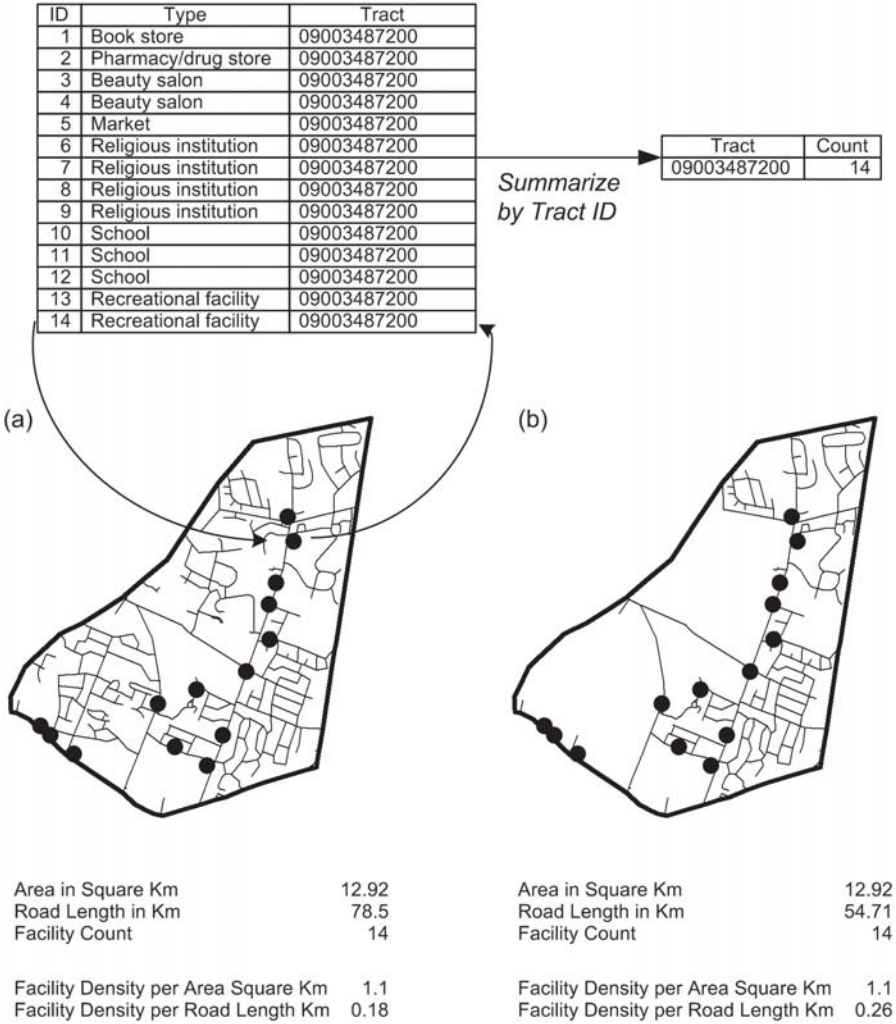 ID Type Tract
1 Book store 09003487200
2 Pharmacy/drug store 09003487200
3 Beauty salon 09003487200
4 Beauty salon 09003487200
5 Market 09003487200
6 Religious institution 09003487200
7 Religious institution 09003487200
8 Religious institution 09003487200
9 Religious institution 09003487200
10 School 09003487200
11 School 09003487200
12 School 09003487200
13 Recreational facility 09003487200
14 Recreational facility 09003487200
Summarize
by Tract ID
Tract Count
09003487200 14
(a)
(b)
Area in Square Km 12.92
Road Length in Km 78.5
Facility Count 14
Facility Density per Area Square Km 1.1
Facility Density per Road Length Km 0.18
Area in Square Km 12.92
Road Length in Km 54.71
Facility Count 14
Facility Density per Area Square Km 1.1
Facility Density per Road Length Km 0.26